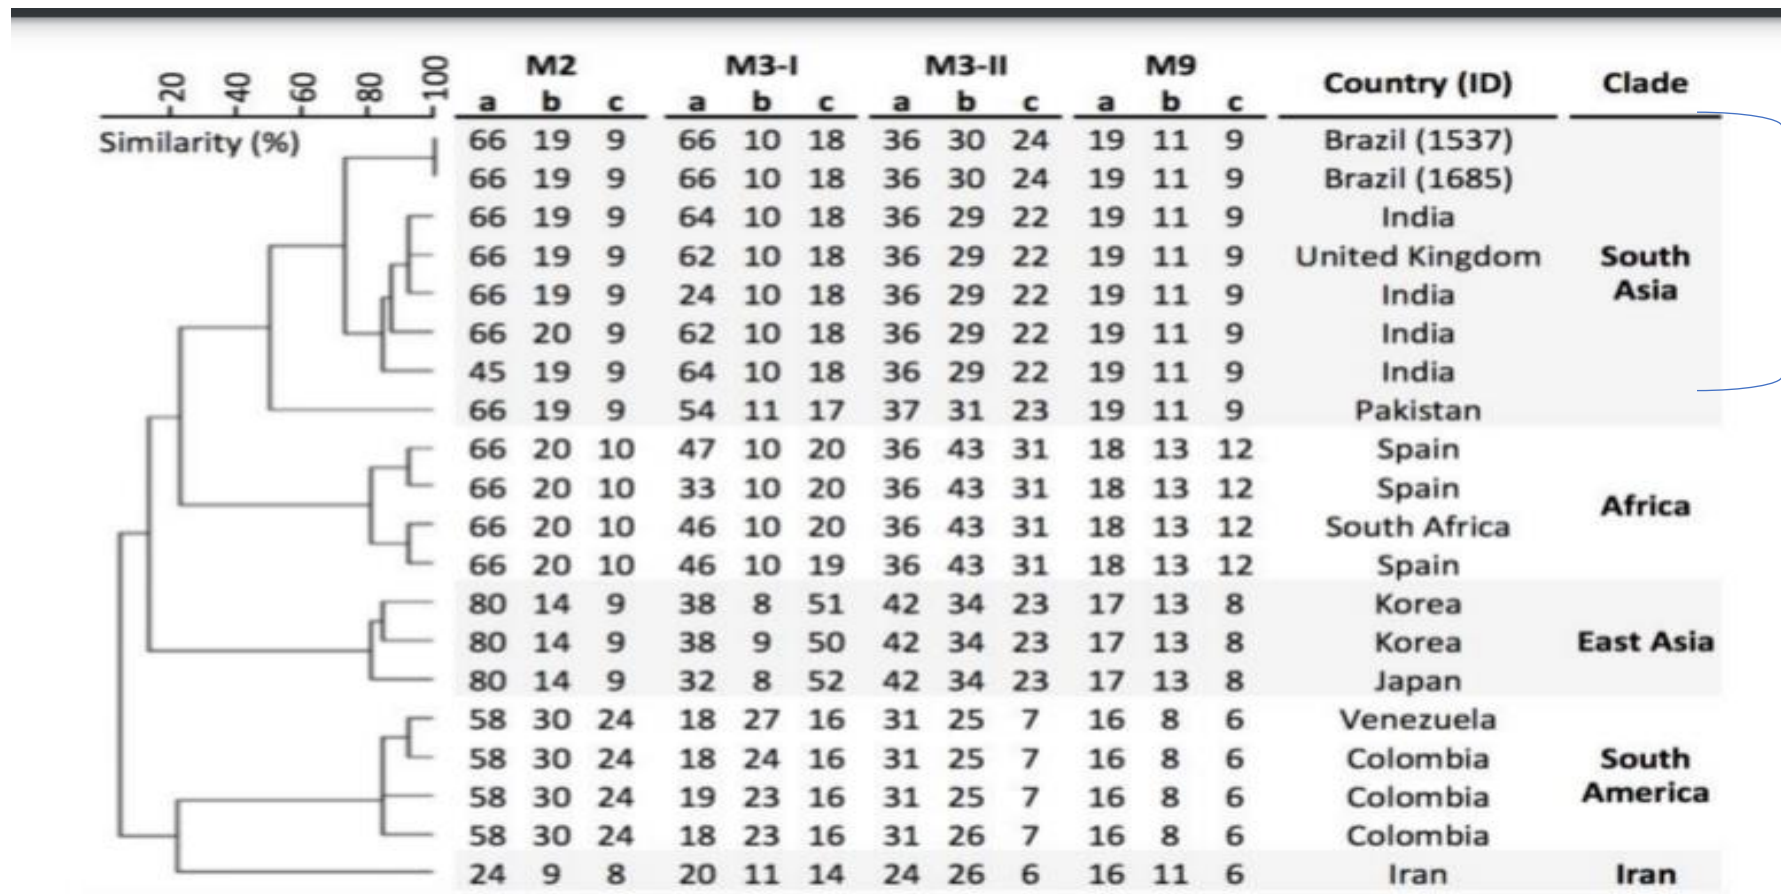 20 40 60 80 100 M2 M3-I M3-II M9 Country (ID) Clade
a b c a b c a b c a b c
Similarity (%) 66 19 9 66 10 18 36 30 24 19 11 9 Brazil (1537)
66 19 9 66 10 18 36 30 24 19 11 9 Brazil (1685)
66 19 9 64 10 18 36 29 22 19 11 9 India
66 19 9 62 10 18 36 29 22 19 11 9 United Kingdom South
66 19 9 24 10 18 36 29 22 19 11 9 India Asia
66 20 9 62 10 18 36 29 22 19 11 9 India
45 19 9 64 10 18 36 29 22 19 11 9 India
66 19 9 54 11 17 37 31 23 19 11 9 Pakistan
66 20 10 47 10 20 36 43 31 18 13 12 Spain
66 20 10 33 10 20 36 43 31 18 13 12 Spain Africa
66 20 10 46 10 20 36 43 31 18 13 12 South Africa
66 20 10 46 10 19 36 43 31 18 13 12 Spain
80 14 9 38 8 51 42 34 23 17 13 8 Korea
80 14 9 38 9 50 42 34 23 17 13 8 Korea East Asia
80 14 9 32 8 52 42 34 23 17 13 8 Japan
58 30 24 18 27 16 31 25 7 16 8 6 Venezuela
58 30 24 18 24 16 31 25 7 16 8 6 Colombia South
58 30 24 19 23 16 31 25 7 16 8 6 Colombia America
58 30 24 18 23 16 31 26 7 16 8 6 Colombia
24 9 8 20 11 14 24 26 6 16 11 6 Iran Iran